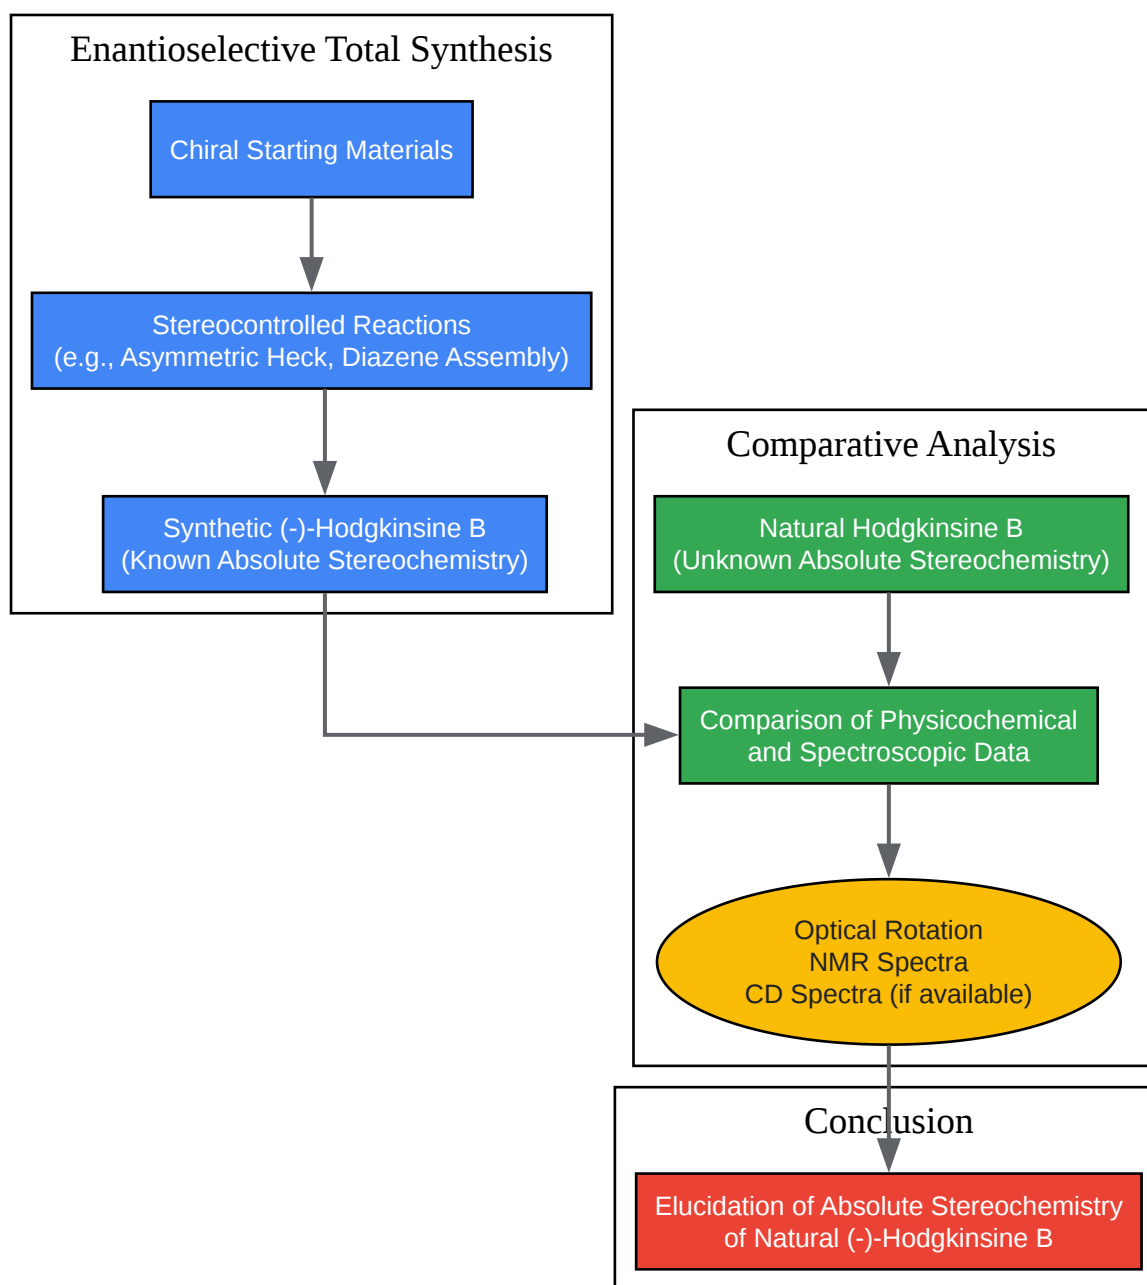 Enantioselective Total Synthesis
Chiral Starting Materials
Stereocontrolled Reactions
(e.g., Asymmetric Heck, Diazene Assembly)
Synthetic (-)-Hodgkinsine B
(Known Absolute Stereochemistry)
Comparative Analysis
Natural Hodgkinsine B
(Unknown Absolute Stereochemistry)
Comparison of Physicochemical
and Spectroscopic Data
Optical Rotation
NMR Spectra
CD Spectra (if available)
Conclusion
Elucidation of Absolute Stereochemistry
of Natural (-)-Hodgkinsine B